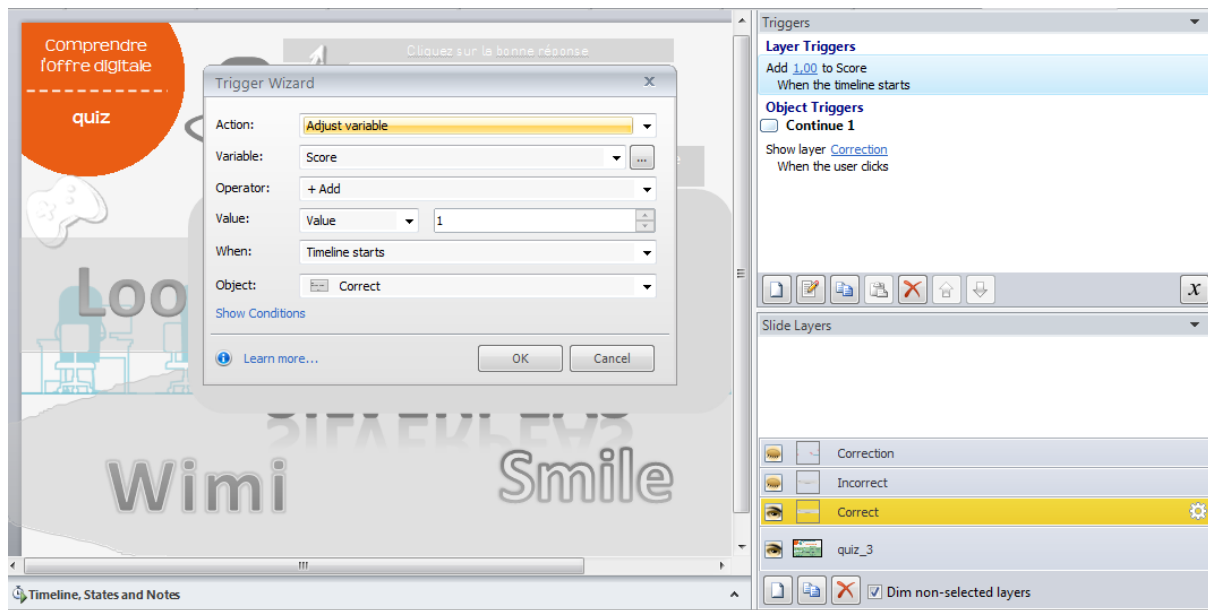 Comprendre
l'offre digitale
quiz
Cliquez sur la bonne réponse
Trigger Wizard
x
Action:
Adjust variable
Variable:
Score
...
Operator:
+ Add
Value:
Value
1
When:
Timeline starts
Object:
Correct
Show Conditions
Learn more...
OK
Cancel
Loo
Wimi
Smile
Timeline, States and Notes
Triggers
Layer Triggers
Add 1,00 to Score
When the timeline starts
Object Triggers
Continue 1
Show layer Correction
When the user clicks
x
Slide Layers
Correction
Incorrect
Correct
quiz_3
Dim non-selected layers